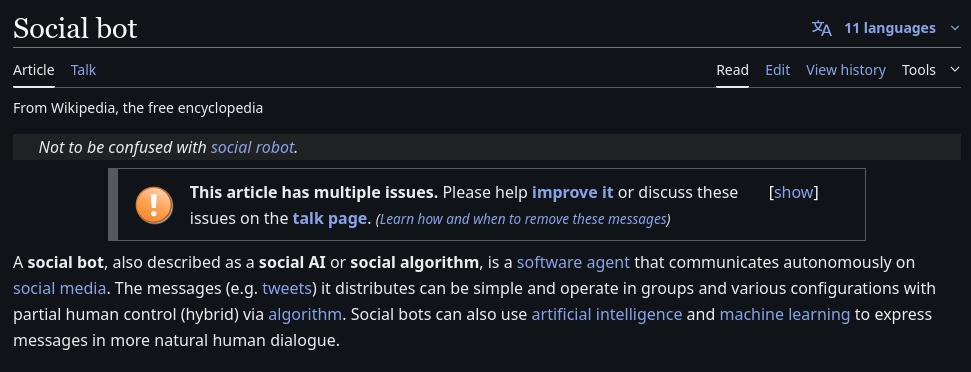 Social bot
11 languages
Article Talk
Read Edit View history Tools
From Wikipedia, the free encyclopedia
Not to be confused with social robot.
This article has multiple issues. Please help improve it or discuss these [show]
issues on the talk page. (Learn how and when to remove these messages)
A social bot, also described as a social AI or social algorithm, is a software agent that communicates autonomously on
social media. The messages (e.g. tweets) it distributes can be simple and operate in groups and various configurations with
partial human control (hybrid) via algorithm. Social bots can also use artificial intelligence and machine learning to express
messages in more natural human dialogue.